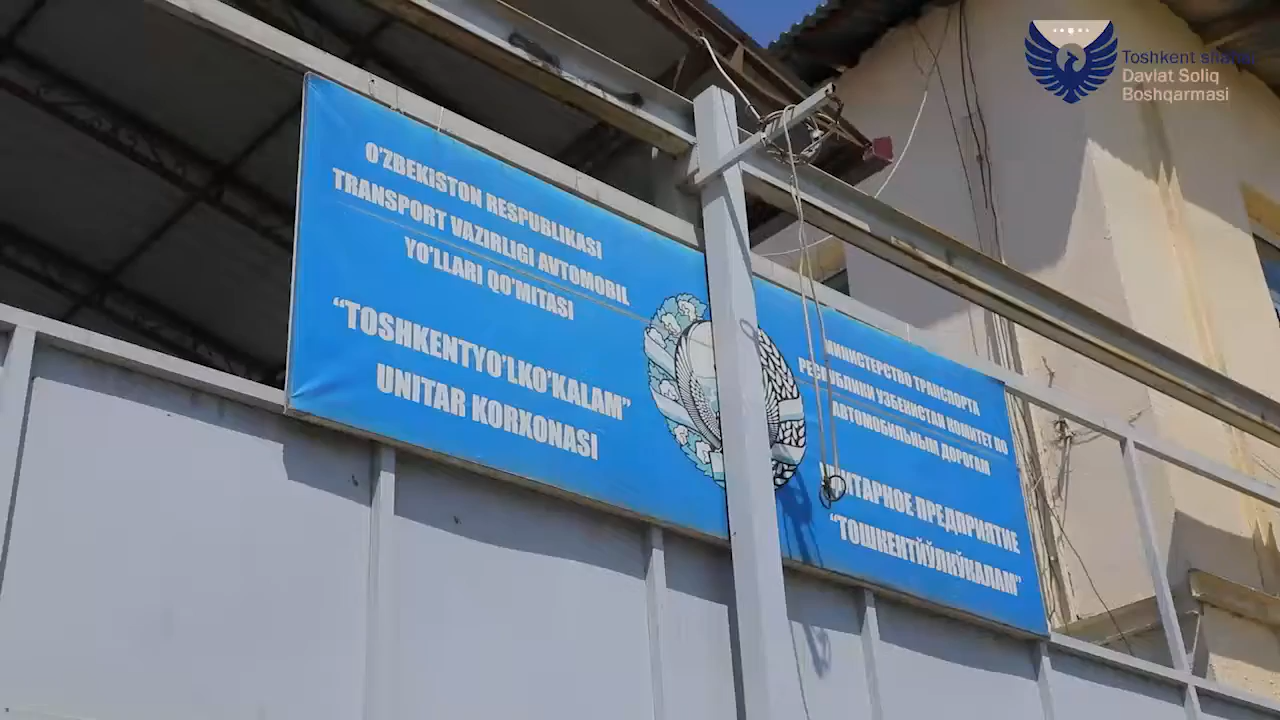 O'ZBEKISTON RESPUBLIKASI
TRANSPORT VAZIRLIGI AVTOMOBIL
YO'LLARI QO'MITASI
“TOSHKENTYO'LKO'KALAM”
UNITAR KORXONASI
МИНИСТЕРСТВО ТРАНСПОРТА
РЕСПУБЛИКИ УЗБЕКИСТАН КОМИТЕТ ПО
АВТОМОБИЛЬНЫМ ДОРОГАМ
УНИТАРНОЕ ПРЕДПРИЯТИЕ
“ТОШКЕНТЙЎЛКЎКАЛАМ”
Toshkent shahar
Davlat Soliq
Boshqarmasi